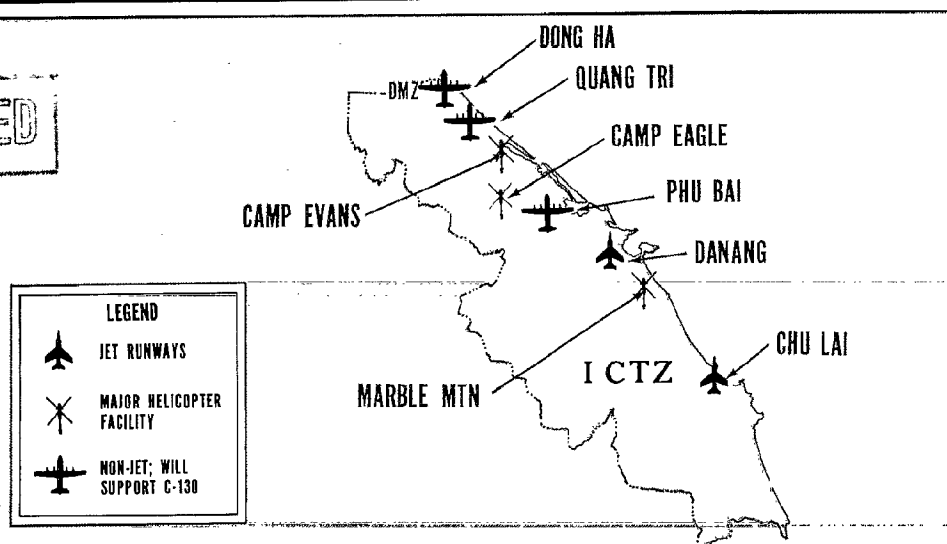 DONG HA
DMZ
QUANG TRI
ED
CAMP EAGLE
PHU BAI
CAMP EVANS
DANANG
LEGEND
JET RUNWAYS
MAJOR HELICOPTER
FACILITY
NON-JET; WILL
SUPPORT C-130
CHU LAI
I CTZ
MARBLE MTN